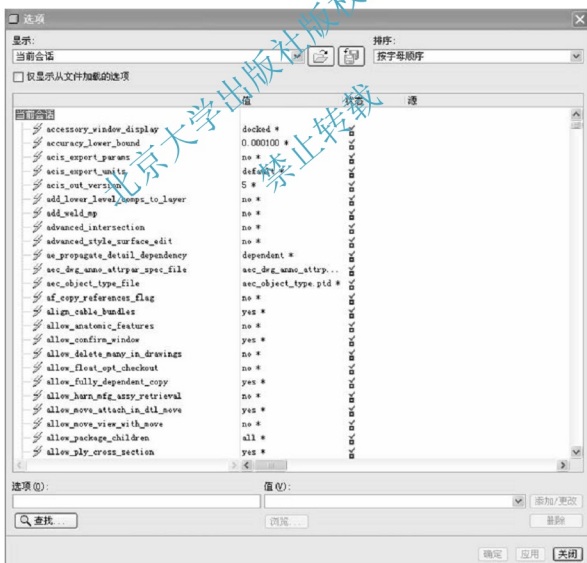 选项
显示:
排序:
当前会话
按字母顺序
仅显示从文件加载的选项
值 状态 源
当前会话
accessory_window_display docked *
accuracy_lower_bound 0.000100 *
acis_export_params no *
acis_export_units default *
acis_out_version 5 *
add_lower_level_comps_to_layer no *
add_weld_mp no *
advanced_intersection no *
advanced_style_surface_edit no *
ae_propagate_detail_dependency dependent *
aec_dwg_anno_attrpar_spec_file aec_dwg_anno_attrp...
aec_object_type_file aec_object_type.ptd *
af_copy_references_flag no *
align_cable_bundles yes *
allow_anatomic_features no *
allow_confirm_window yes *
allow_delete_many_in_drawings no *
allow_float_opt_checkout no *
allow_fully_dependent_copy yes *
allow_harn_mfg_assy_retrieval no *
allow_move_attach_in_dtl_move yes *
allow_move_view_with_move no *
allow_package_children all *
allow_ply_cross_section yes *
选项(O): 值(V):
添加/更改
查找... 浏览... 删除
确定 应用 关闭
北京大学出版社版权
禁止转载